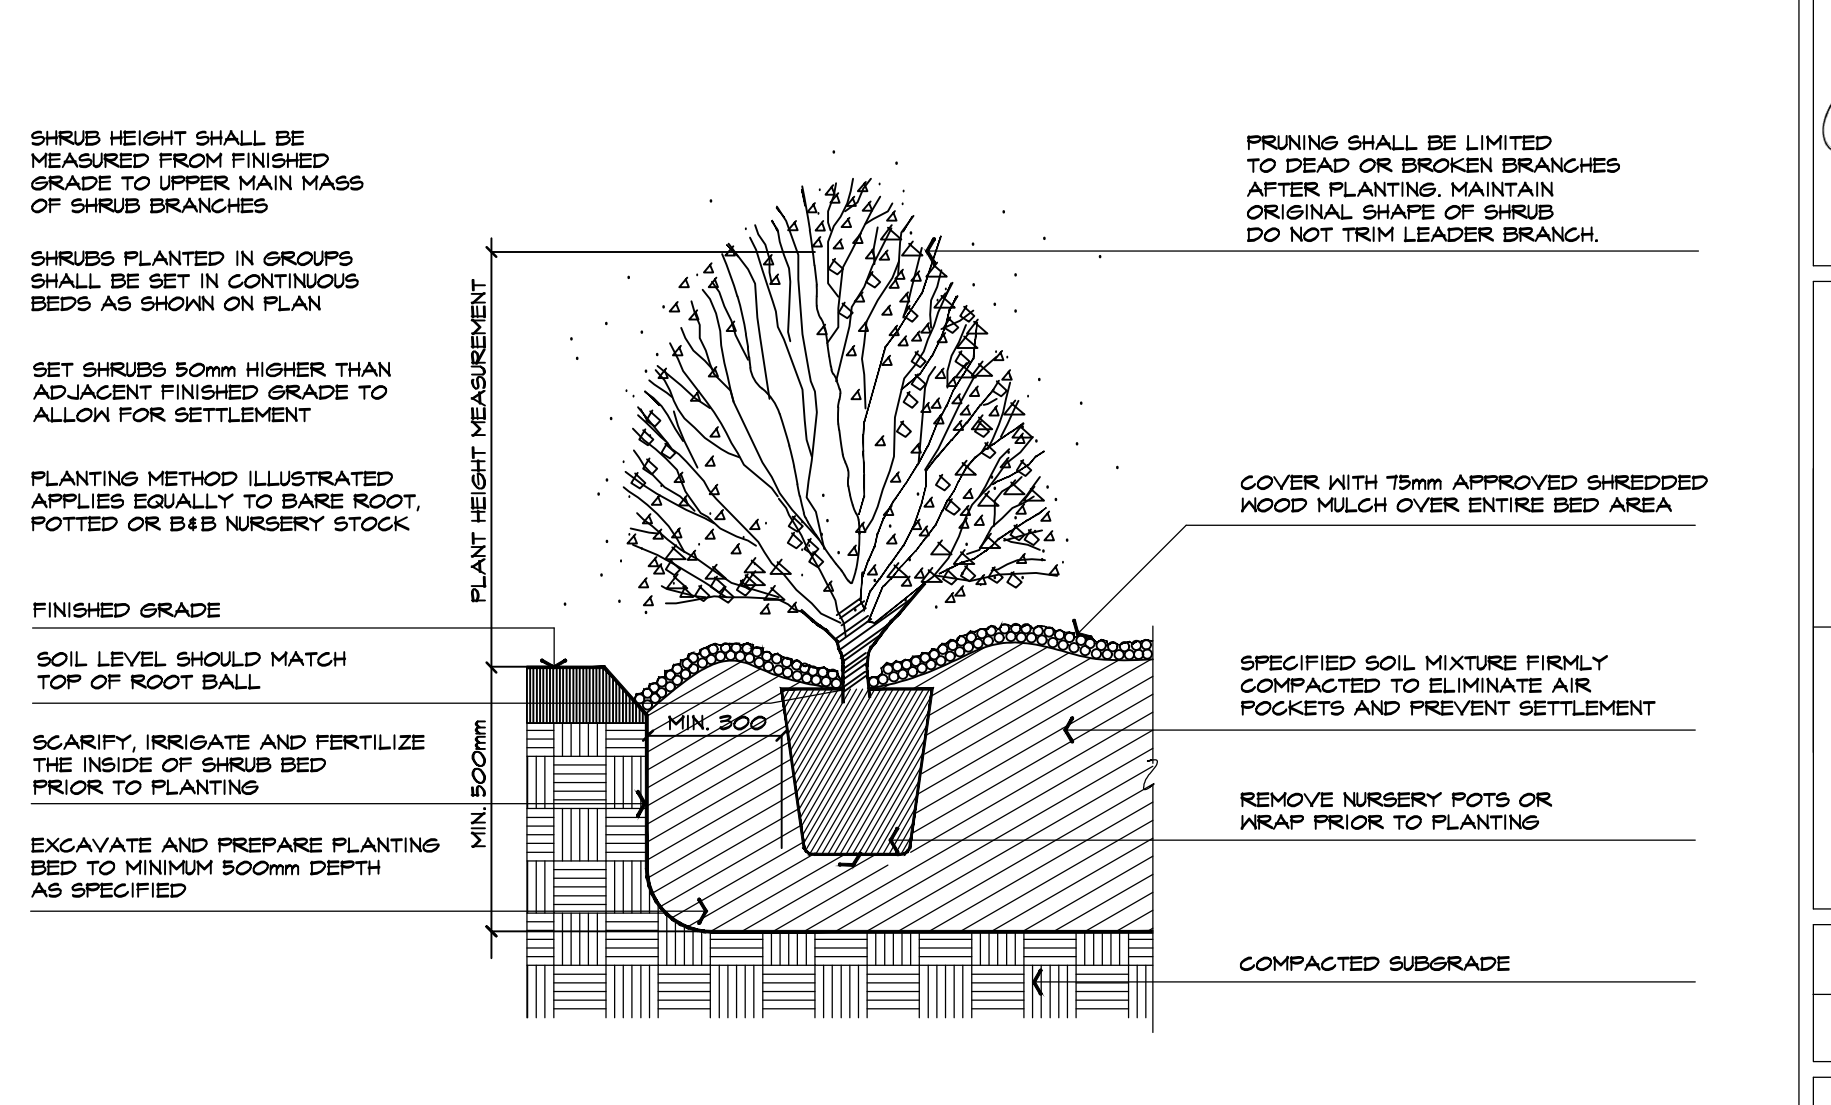 SHRUB HEIGHT SHALL BE
MEASURED FROM FINISHED
GRADE TO UPPER MAIN MASS
OF SHRUB BRANCHES
SHRUBS PLANTED IN GROUPS
SHALL BE SET IN CONTINUOUS
BEDS AS SHOWN ON PLAN
SET SHRUBS 50mm HIGHER THAN
ADJACENT FINISHED GRADE TO
ALLOW FOR SETTLEMENT
PLANTING METHOD ILLUSTRATED
APPLIES EQUALLY TO BARE ROOT,
POTTED OR B&B NURSERY STOCK
FINISHED GRADE
SOIL LEVEL SHOULD MATCH
TOP OF ROOT BALL
SCARIFY, IRRIGATE AND FERTILIZE
THE INSIDE OF SHRUB BED
PRIOR TO PLANTING
EXCAVATE AND PREPARE PLANTING
BED TO MINIMUM 500mm DEPTH
AS SPECIFIED
PLANT HEIGHT MEASUREMENT
MIN. 500mm
MIN. 300
PRUNING SHALL BE LIMITED
TO DEAD OR BROKEN BRANCHES
AFTER PLANTING. MAINTAIN
ORIGINAL SHAPE OF SHRUB
DO NOT TRIM LEADER BRANCH.
COVER WITH 75mm APPROVED SHREDDED
WOOD MULCH OVER ENTIRE BED AREA
SPECIFIED SOIL MIXTURE FIRMLY
COMPACTED TO ELIMINATE AIR
POCKETS AND PREVENT SETTLEMENT
REMOVE NURSERY POTS OR
WRAP PRIOR TO PLANTING
COMPACTED SUBGRADE